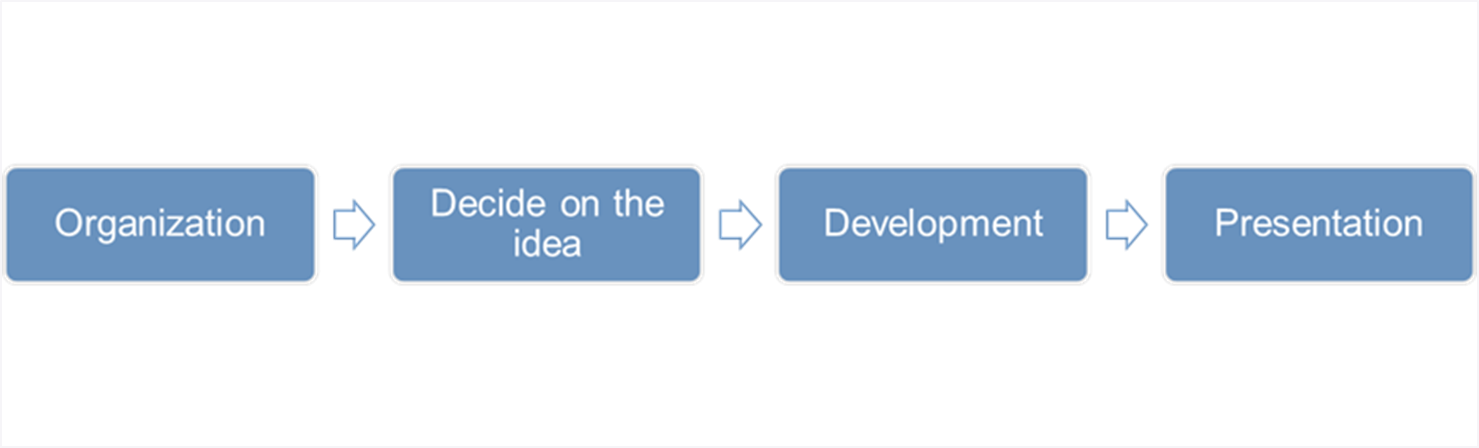 Organization
Decide on the
idea
Development
Presentation